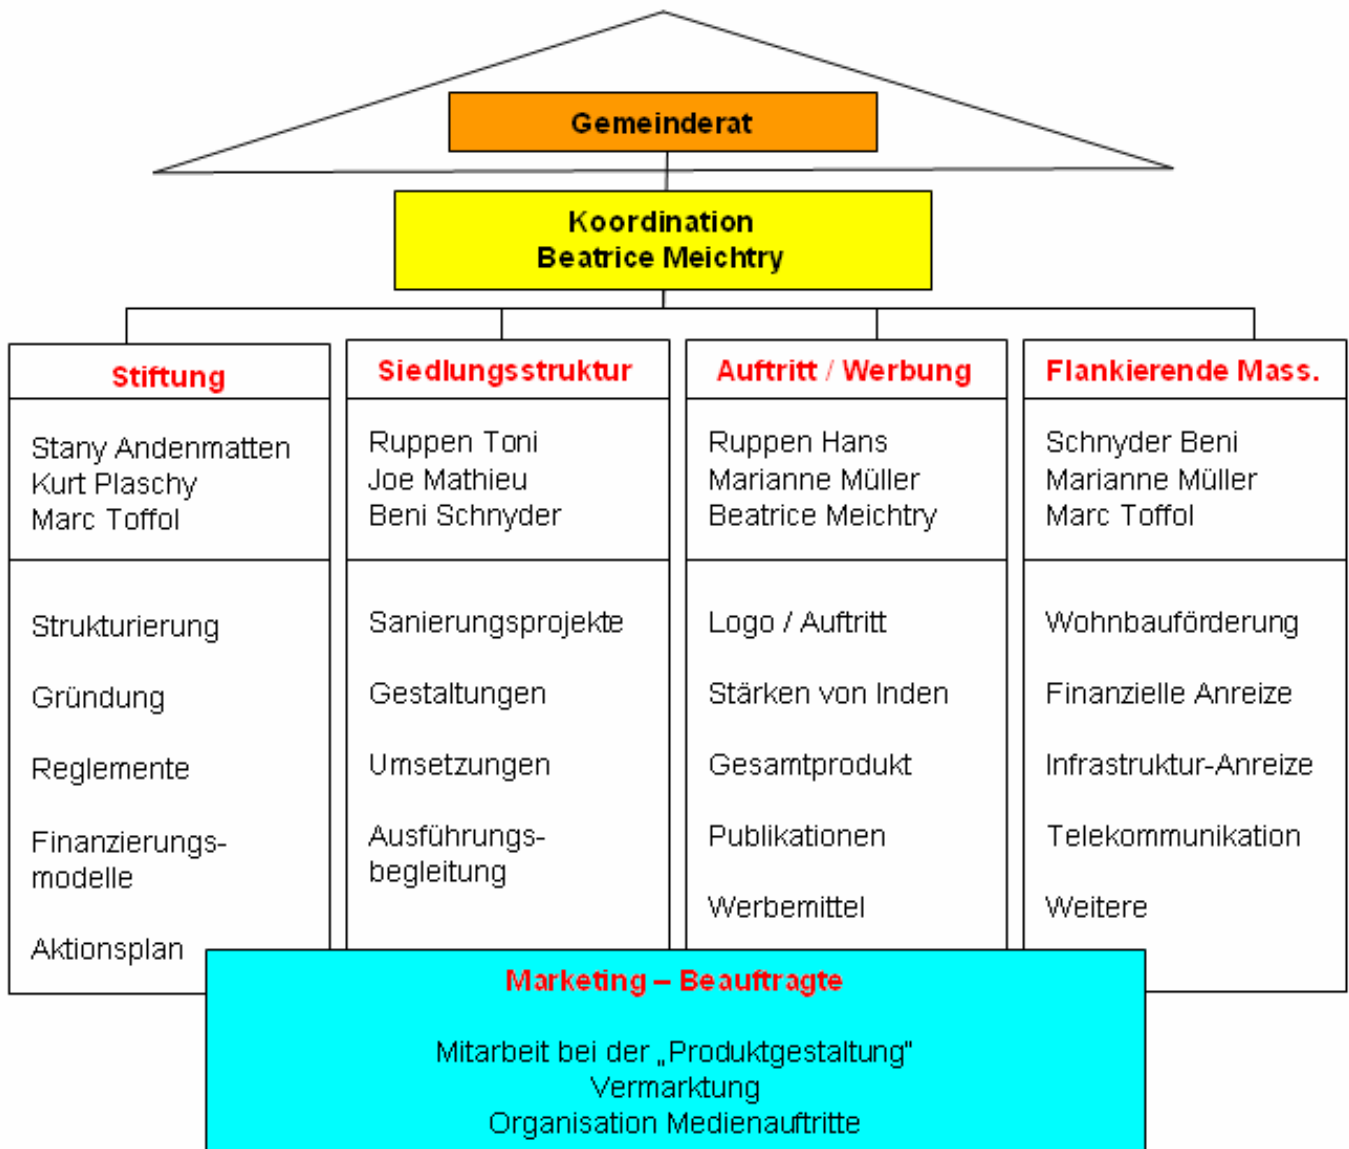 Gemeinderat
Koordination
Beatrice Meichtry
Stiftung
Stany Andenmatten
Kurt Plaschy
Marc Toffol
Strukturierung
Gründung
Reglemente
Finanzierungs-
modelle
Aktionsplan
Siedlungsstruktur
Ruppen Toni
Joe Mathieu
Beni Schnyder
Sanierungsprojekte
Gestaltungen
Umsetzungen
Ausführungs-
begleitung
Auftritt / Werbung
Ruppen Hans
Marianne Müller
Beatrice Meichtry
Logo / Auftritt
Stärken von Inden
Gesamtprodukt
Publikationen
Werbemittel
Flankierende Mass.
Schnyder Beni
Marianne Müller
Marc Toffol
Wohnbauförderung
Finanzielle Anreize
Infrastruktur-Anreize
Telekommunikation
Weitere
Marketing – Beauftragte
Mitarbeit bei der „Produktgestaltung"
Vermarktung
Organisation Medienauftritte